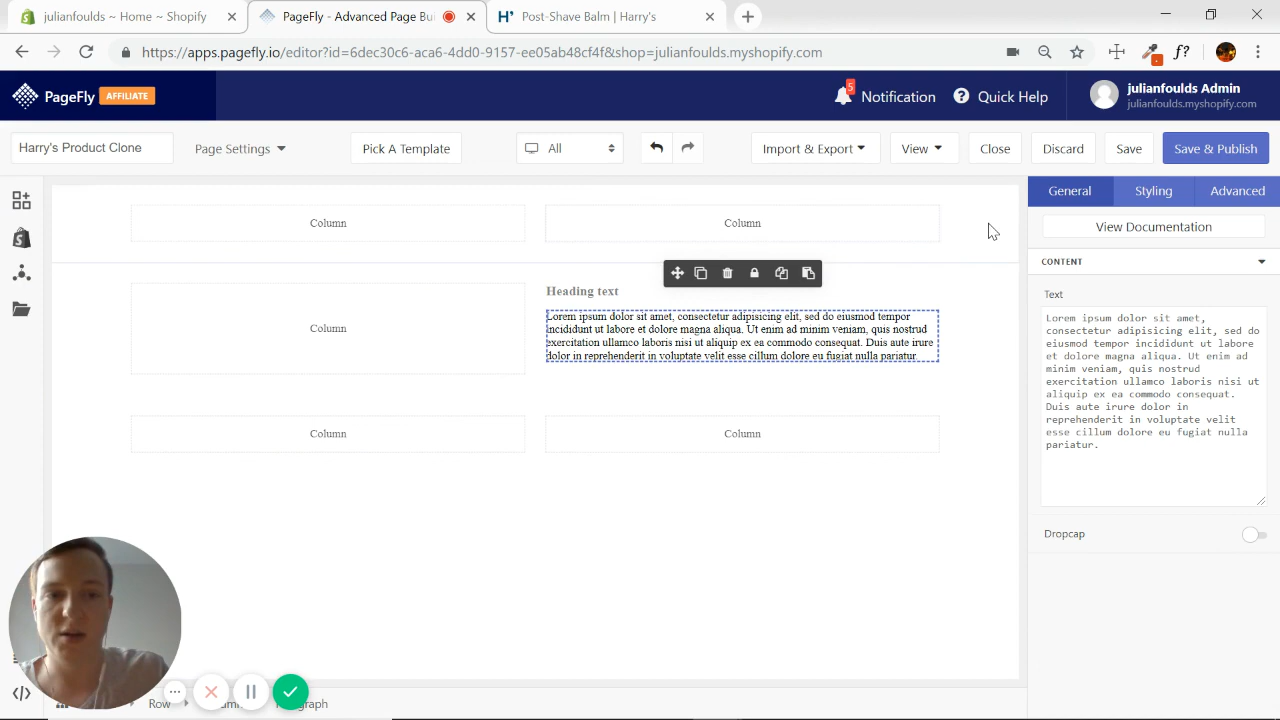 julianfoulds ~ Home ~ Shopify
PageFly - Advanced Page Bu
Post-Shave Balm | Harry's
https://apps.pagefly.io/editor?id=6dec30c6-aca6-4dd0-9157-ee05ab48cf4f&shop=julianfoulds.myshopify.com
f?
PageFly AFFILIATE
5
Notification
Quick Help
julianfoulds Admin
julianfoulds.myshopify.com
Harry's Product Clone
Page Settings
Pick A Template
All
Import & Export
View
Close
Discard
Save
Save & Publish
General
Styling
Advanced
Column
Column
View Documentation
CONTENT
Column
Heading text
Lorem ipsum dolor sit amet, consectetur adipisicing elit, sed do eiusmod tempor
incididunt ut labore et dolore magna aliqua. Ut enim ad minim veniam, quis nostrud
exercitation ullamco laboris nisi ut aliquip ex ea commodo consequat. Duis aute irure
dolor in reprehenderit in voluptate velit esse cillum dolore eu fugiat nulla pariatur.
Column
Column
Text
Lorem ipsum dolor sit amet,
consectetur adipisicing elit, sed do
eiusmod tempor incididunt ut labore
et dolore magna aliqua. Ut enim ad
minim veniam, quis nostrud
exercitation ullamco laboris nisi ut
aliquip ex ea commodo consequat.
Duis aute irure dolor in
reprehenderit in voluptate velit
esse cillum dolore eu fugiat nulla
pariatur.
Dropcap
Row